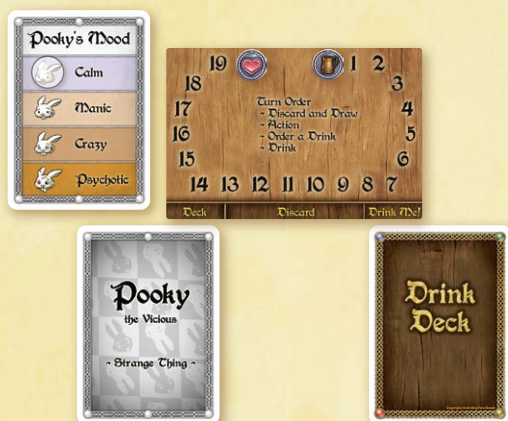 Pooky's Mood
Calm
Manic
Crazy
Psychotic
19 1 2
18 3
17 4
16 5
15 6
14 13 12 11 10 9 8 7
Turn Order
- Discard and Draw
- Action
- Order a Drink
- Drink
Deck Discard Drink Me!
Pooky
the Vicious
~ Strange Thing ~
Drink
Deck